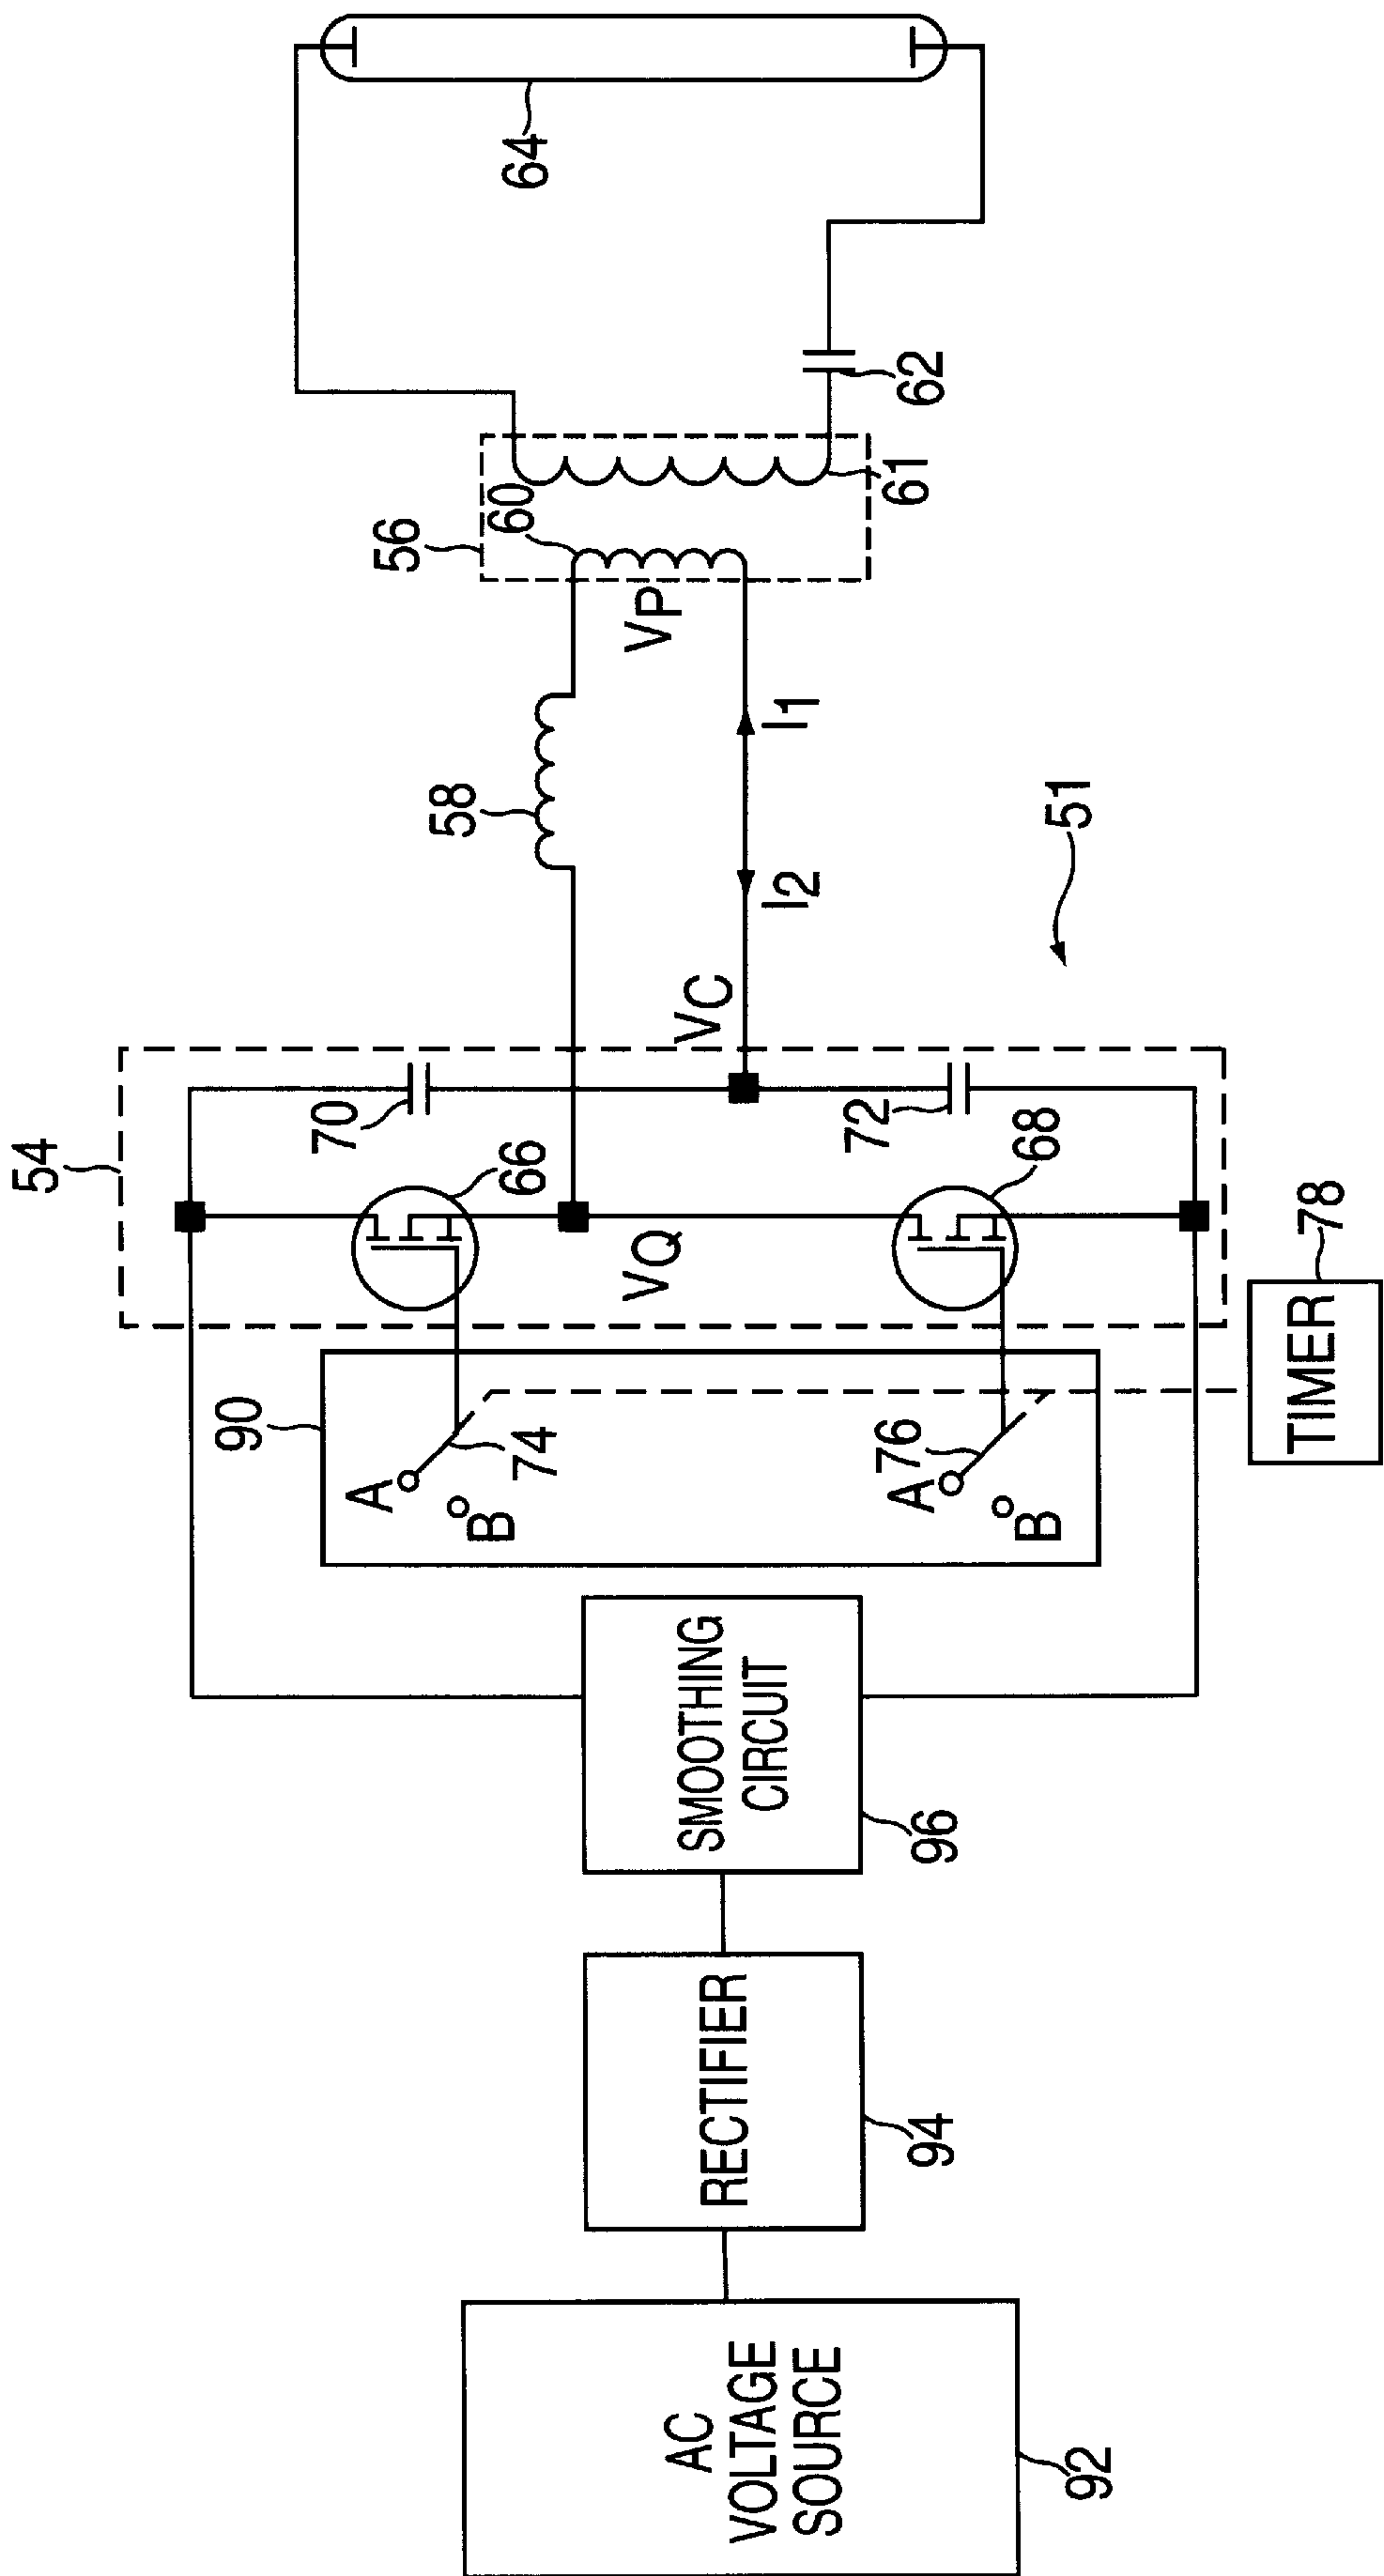 AC
VOLTAGE
SOURCE
92
RECTIFIER
94
SMOOTHING
CIRCUIT
96
90
A
B
74
A
B
76
TIMER
78
54
66
VQ
68
70
72
VC
I2
I1
51
58
VP
56
60
61
62
64